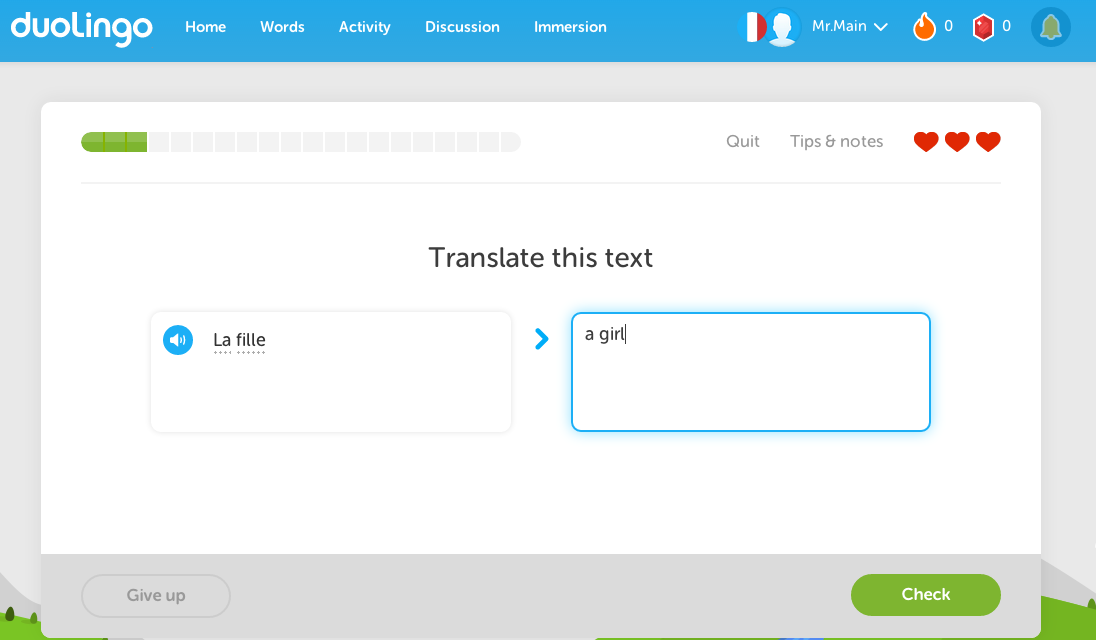 duolingo Home Words Activity Discussion Immersion Mr.Main 0 0
Quit Tips & notes
Translate this text
La fille a girl
Give up Check